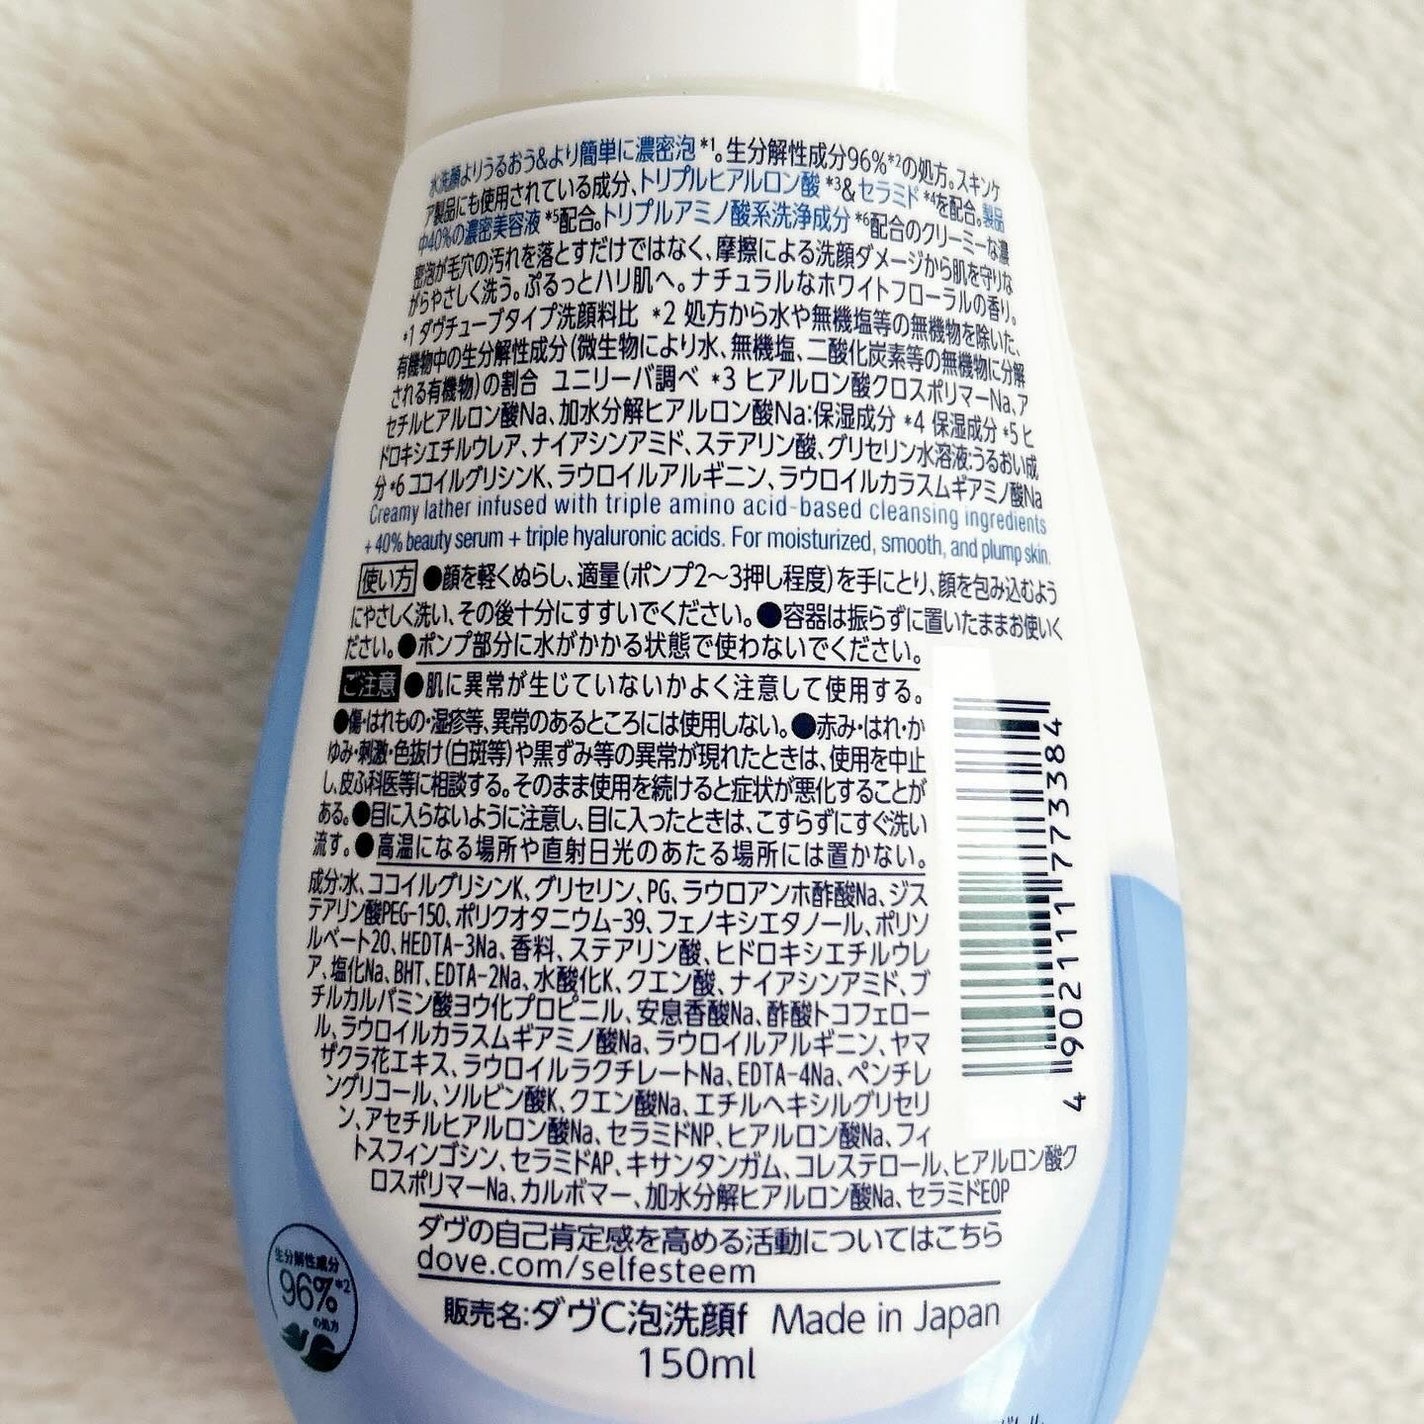 水洗顔よりうるおう&より簡単に濃密泡*1。生分解性成分96%*2の処方。スキンケ
ア製品にも使用されている成分、トリプルヒアルロン酸*3&セラミド*4を配合。製品
中40%の濃密美容液*5配合。トリプルアミノ酸系洗浄成分*6配合のクリーミーな濃
密泡が毛穴の汚れを落とすだけではなく、摩擦による洗顔ダメージから肌を守りな
がらやさしく洗う。ぷるっとハリ肌へ。ナチュラルなホワイトフローラルの香り。
*1 ダヴチューブタイプ洗顔料比 *2 処方から水や無機塩等の無機物を除いた、
有機物中の生分解性成分(微生物により水、無機塩、二酸化炭素等の無機物に分解
される有機物)の割合 ユニリーバ調べ *3 ヒアルロン酸クロスポリマーNa、ア
セチルヒアルロン酸Na、加水分解ヒアルロン酸Na:保湿成分 *4 保湿成分 *5 ヒ
ドロキシエチルウレア、ナイアシンアミド、ステアリン酸、グリセリン水溶液:うるおい成
分 *6 ココイルグリシンK、ラウロイルアルギニン、ラウロイルカラスムギアミノ酸Na
Creamy lather infused with triple amino acid-based cleansing ingredients
+ 40% beauty serum + triple hyaluronic acids. For moisturized, smooth, and plump skin.
使い方 ●顔を軽くぬらし、適量(ポンプ2〜3押し程度)を手にとり、顔を包み込むよう
にやさしく洗い、その後十分にすすいでください。●容器は振らずに置いたままお使いく
ださい。●ポンプ部分に水がかかる状態で使わないでください。
ご注意 ●肌に異常が生じていないかよく注意して使用する。
●傷・はれもの・湿疹等、異常のあるところには使用しない。●赤み・はれ・か
ゆみ・刺激・色抜け(白斑等)や黒ずみ等の異常が現れたときは、使用を中止
し、皮ふ科医等に相談する。そのまま使用を続けると症状が悪化することが
ある。●目に入らないように注意し、目に入ったときは、こすらずにすぐ洗い
流す。●高温になる場所や直射日光のあたる場所には置かない。
成分:水、ココイルグリシンK、グリセリン、PG、ラウロアンホ酢酸Na、ジス
テアリン酸PEG-150、ポリクオタニウム-39、フェノキシエタノール、ポリソ
ルベート20、HEDTA-3Na、香料、ステアリン酸、ヒドロキシエチルウレ
ア、塩化Na、BHT、EDTA-2Na、水酸化K、クエン酸、ナイアシンアミド、ブ
チルカルバミン酸ヨウ化プロピニル、安息香酸Na、酢酸トコフェロー
ル、ラウロイルカラスムギアミノ酸Na、ラウロイルアルギニン、ヤマ
ザクラ花エキス、ラウロイルラクチレートNa、EDTA-4Na、ペンチレ
ングリコール、ソルビン酸K、クエン酸Na、エチルヘキシルグリセリ
ン、アセチルヒアルロン酸Na、セラミドNP、ヒアルロン酸Na、フィ
トスフィンゴシン、セラミドAP、キサンタンガム、コレステロール、ヒアルロン酸ク
ロスポリマーNa、カルボマー、加水分解ヒアルロン酸Na、セラミドEOP
ダヴの自己肯定感を高める活動についてはこちら
dove.com/selfesteem
販売名:ダヴC泡洗顔f Made in Japan
150ml
4 902111 773384
生分解性成分
96%*2
の処方